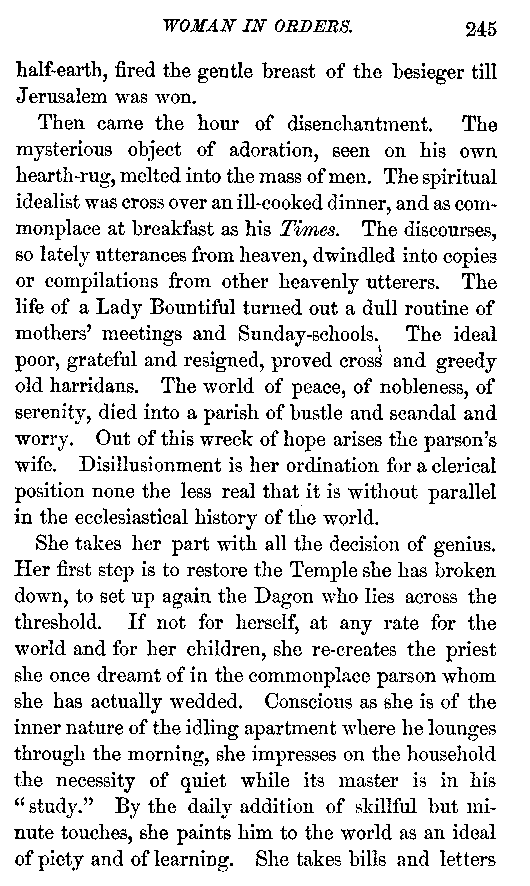 WOMAN IN ORDERS. 245
half-earth, fired the gentle breast of the besieger till
Jerusalem was won.
Then came the hour of disenchantment. The
mysterious object of adoration, seen on his own
hearth-rug, melted into the mass of men. The spiritual
idealist was cross over an ill-cooked dinner, and as com-
monplace at breakfast as his Times. The discourses,
so lately utterances from heaven, dwindled into copies
or compilations from other heavenly utterers. The
life of a Lady Bountiful turned out a dull routine of
mothers' meetings and Sunday-schools. The ideal
poor, grateful and resigned, proved cross and greedy
old harridans. The world of peace, of nobleness, of
serenity, died into a parish of bustle and scandal and
worry. Out of this wreck of hope arises the parson's
wife. Disillusionment is her ordination for a clerical
position none the less real that it is without parallel
in the ecclesiastical history of the world.
She takes her part with all the decision of genius.
Her first step is to restore the Temple she has broken
down, to set up again the Dagon who lies across the
threshold. If not for herself, at any rate for the
world and for her children, she re-creates the priest
she once dreamt of in the commonplace parson whom
she has actually wedded. Conscious as she is of the
inner nature of the idling apartment where he lounges
through the morning, she impresses on the household
the necessity of quiet while its master is in his
"study." By the daily addition of skillful but mi-
nute touches, she paints him to the world as an ideal
of piety and of learning. She takes bills and letters